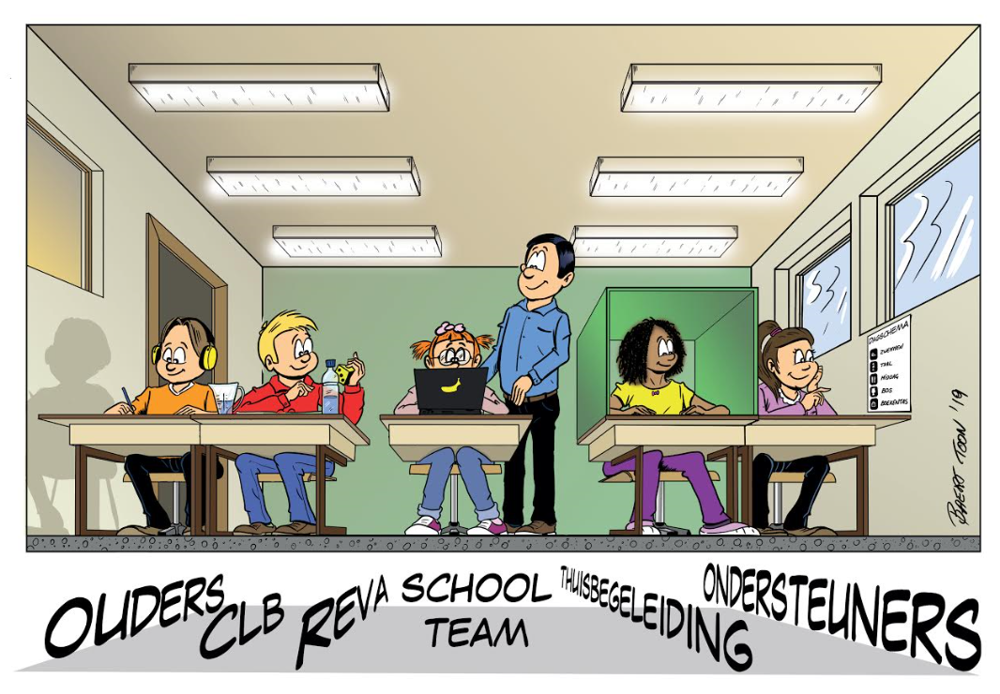 DAGSCHEMA
ZWEMMEN
TAAL
MIDDAG
BOS
BOEKENTAS
BAERT TOON '19
OUDERS
CLB
REVA
SCHOOL
TEAM
THUISBEGELEIDING
ONDERSTEUNERS